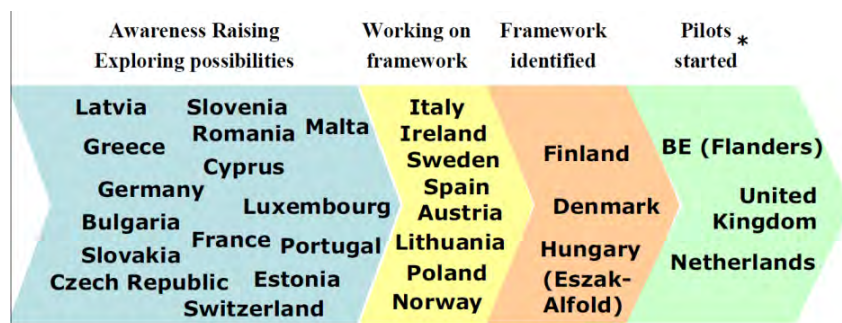 Awareness Raising
Exploring possibilities
Working on
framework
Framework
identified
Pilots
started *
Latvia
Slovenia
Romania
Malta
Greece
Cyprus
Germany
Luxembourg
Bulgaria
France
Portugal
Slovakia
Czech Republic
Estonia
Switzerland
Italy
Ireland
Sweden
Spain
Austria
Lithuania
Poland
Norway
Finland
Denmark
Hungary
(Eszak-
Alfold)
BE (Flanders)
United
Kingdom
Netherlands